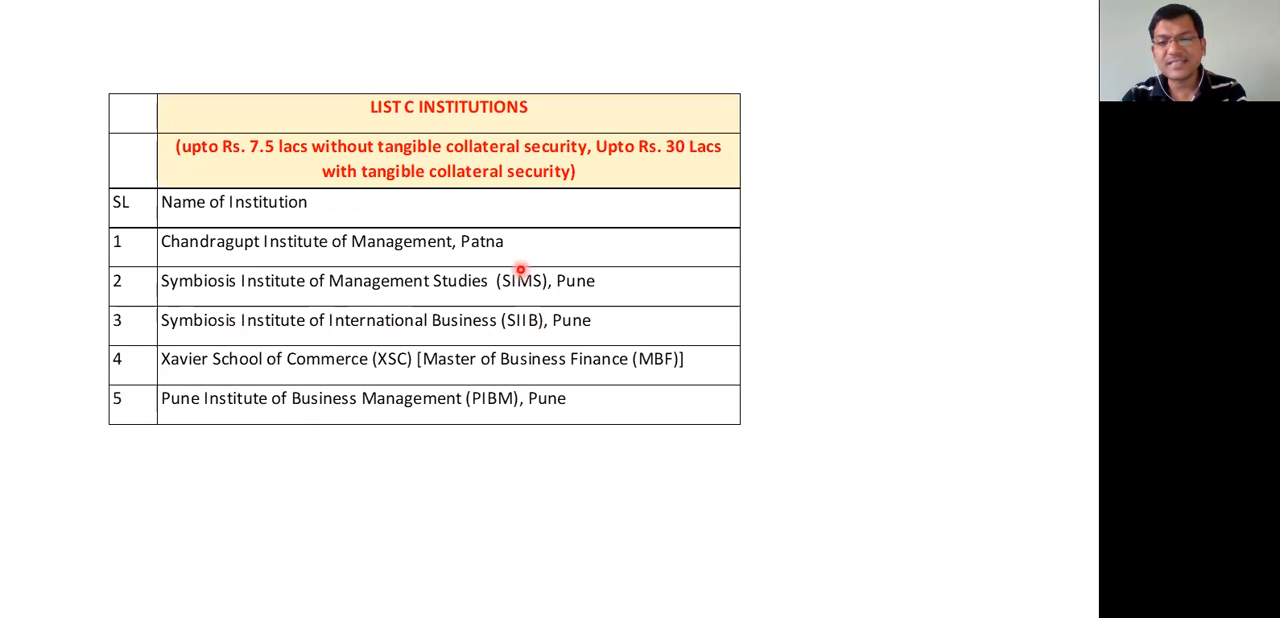 LIST C INSTITUTIONS
(upto Rs. 7.5 lacs without tangible collateral security, Upto Rs. 30 Lacs
with tangible collateral security)
SL Name of Institution
1 Chandragupt Institute of Management, Patna
2 Symbiosis Institute of Management Studies (SIMS), Pune
3 Symbiosis Institute of International Business (SIIB), Pune
4 Xavier School of Commerce (XSC) [Master of Business Finance (MBF)]
5 Pune Institute of Business Management (PIBM), Pune